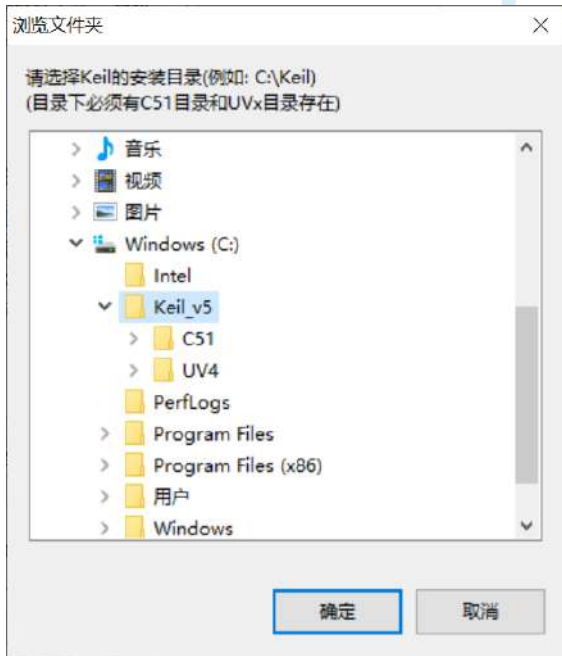 浏览文件夹
请选择Keil的安装目录(例如: C:\Keil)
(目录下必须有C51目录和UVx目录存在)
音乐
视频
图片
Windows (C:)
Intel
Keil_v5
C51
UV4
PerfLogs
Program Files
Program Files (x86)
用户
Windows
确定
取消